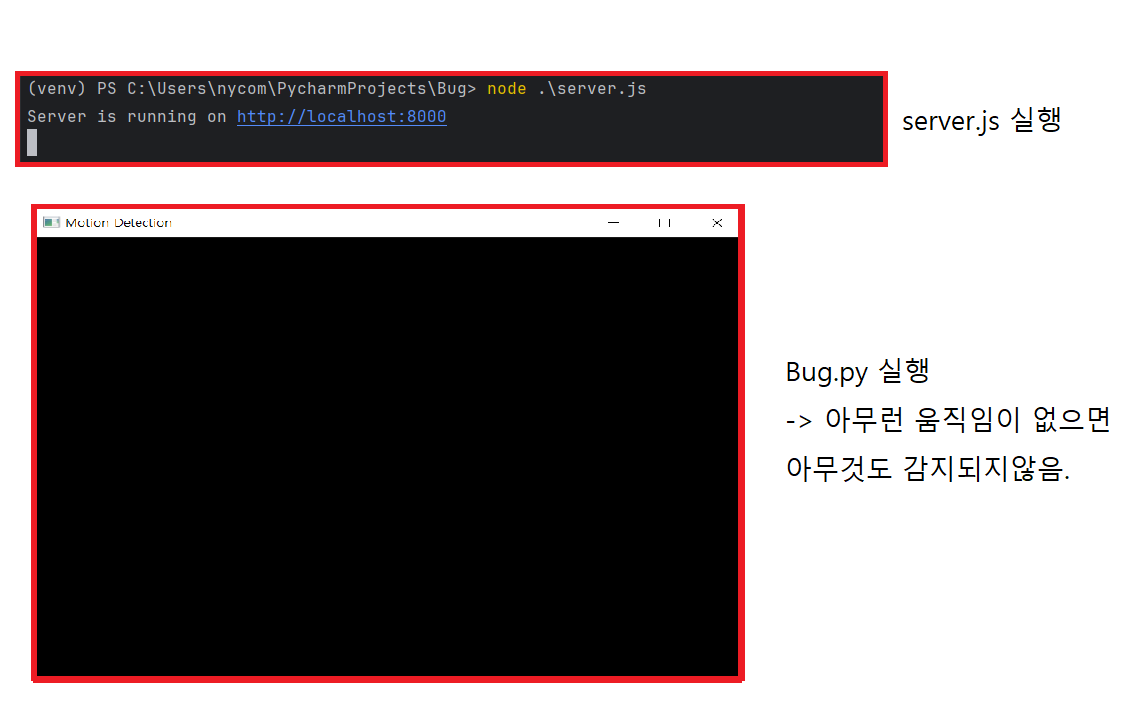 (venv) PS C:\Users\nycom\PycharmProjects\Bug> node .\server.js
Server is running on http://localhost:8000
server.js 실행
Motion Detection
Bug.py 실행
-> 아무런 움직임이 없으면
아무것도 감지되지않음.